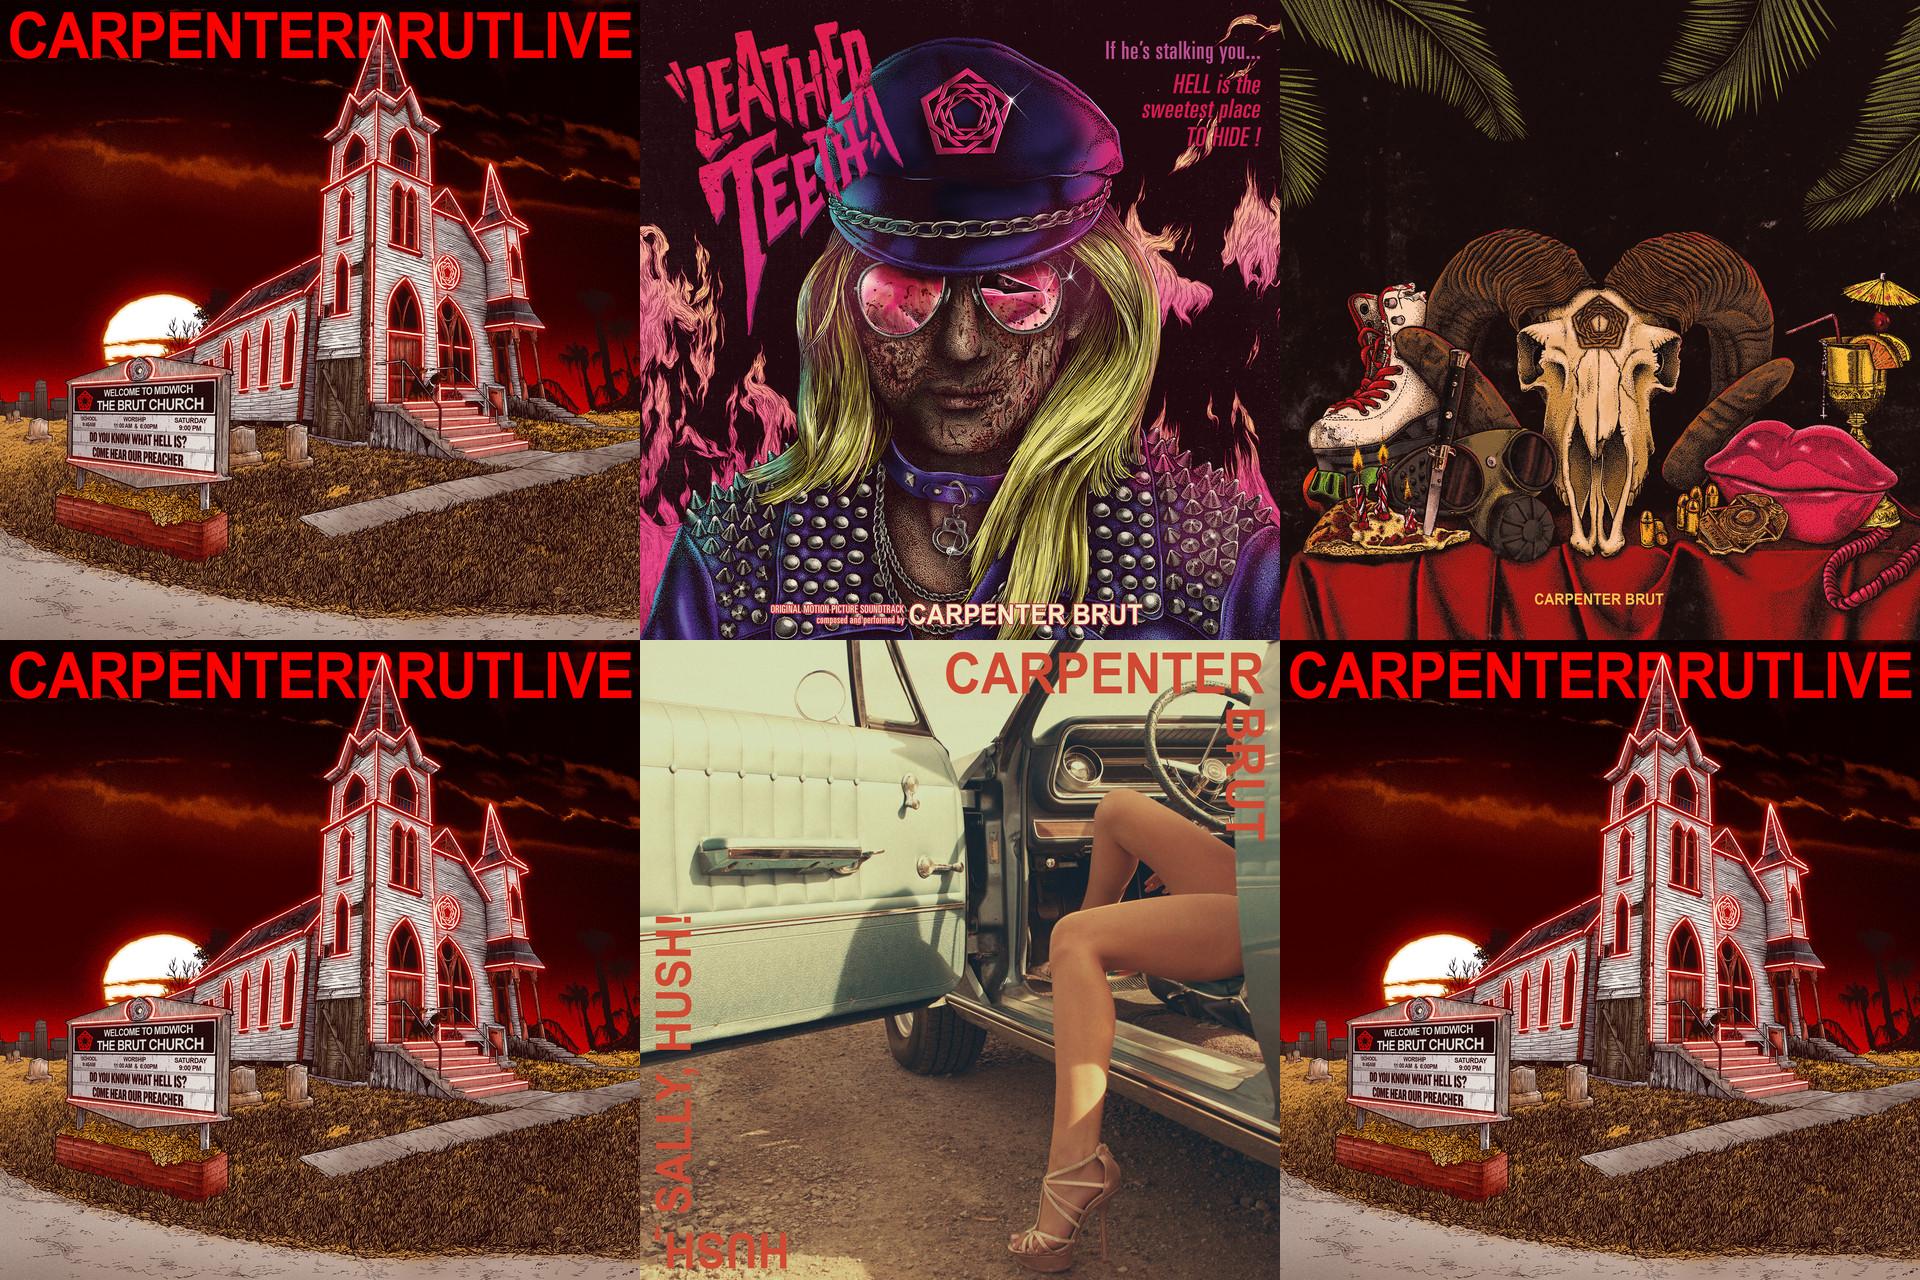 CARPENTERBRUTLIVE
WELCOME TO MIDWICH
THE BRUT CHURCH
SCHOOL
9:45AM
WORSHIP
11:00 AM & 6:00PM
SATURDAY
9:00 PM
DO YOU KNOW WHAT HELL IS?
COME HEAR OUR PREACHER
"LEATHER
TEETH"
If he's stalking you...
HELL is the
sweetest place
TO HIDE !
ORIGINAL MOTION PICTURE SOUNDTRACK
composed and performed by
CARPENTER BRUT
CARPENTER BRUT
CARPENTERBRUTLIVE
WELCOME TO MIDWICH
THE BRUT CHURCH
SCHOOL
9:45AM
WORSHIP
11:00 AM & 6:00PM
SATURDAY
9:00 PM
DO YOU KNOW WHAT HELL IS?
COME HEAR OUR PREACHER
CARPENTER
BRUT
HUSH
SALLY, HUSH!
CARPENTERBRUTLIVE
WELCOME TO MIDWICH
THE BRUT CHURCH
SCHOOL
9:45AM
WORSHIP
11:00 AM & 6:00PM
SATURDAY
9:00 PM
DO YOU KNOW WHAT HELL IS?
COME HEAR OUR PREACHER